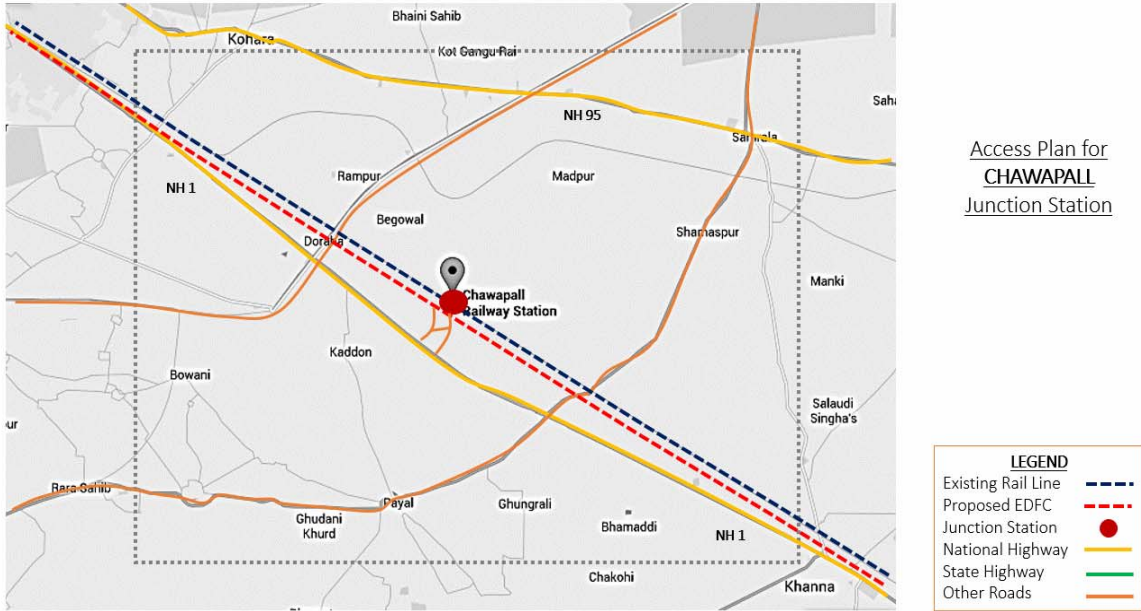 Bhaini Sahib
Kohara
Kot Gangu Rai
NH 95
Samrala
Saha
Rampur
Madpur
NH 1
Begowal
Doraha
Shamaspur
Manki
Chawapall
Railway Station
Kaddon
Bowani
Salaudi
Singha's
ur
Rara Sahib
Payal
Ghungrali
Ghudani
Khurd
Bhamaddi
NH 1
Chakohi
Khanna
Access Plan for
CHAWAPALL
Junction Station
LEGEND
Existing Rail Line
Proposed EDFC
Junction Station
National Highway
State Highway
Other Roads